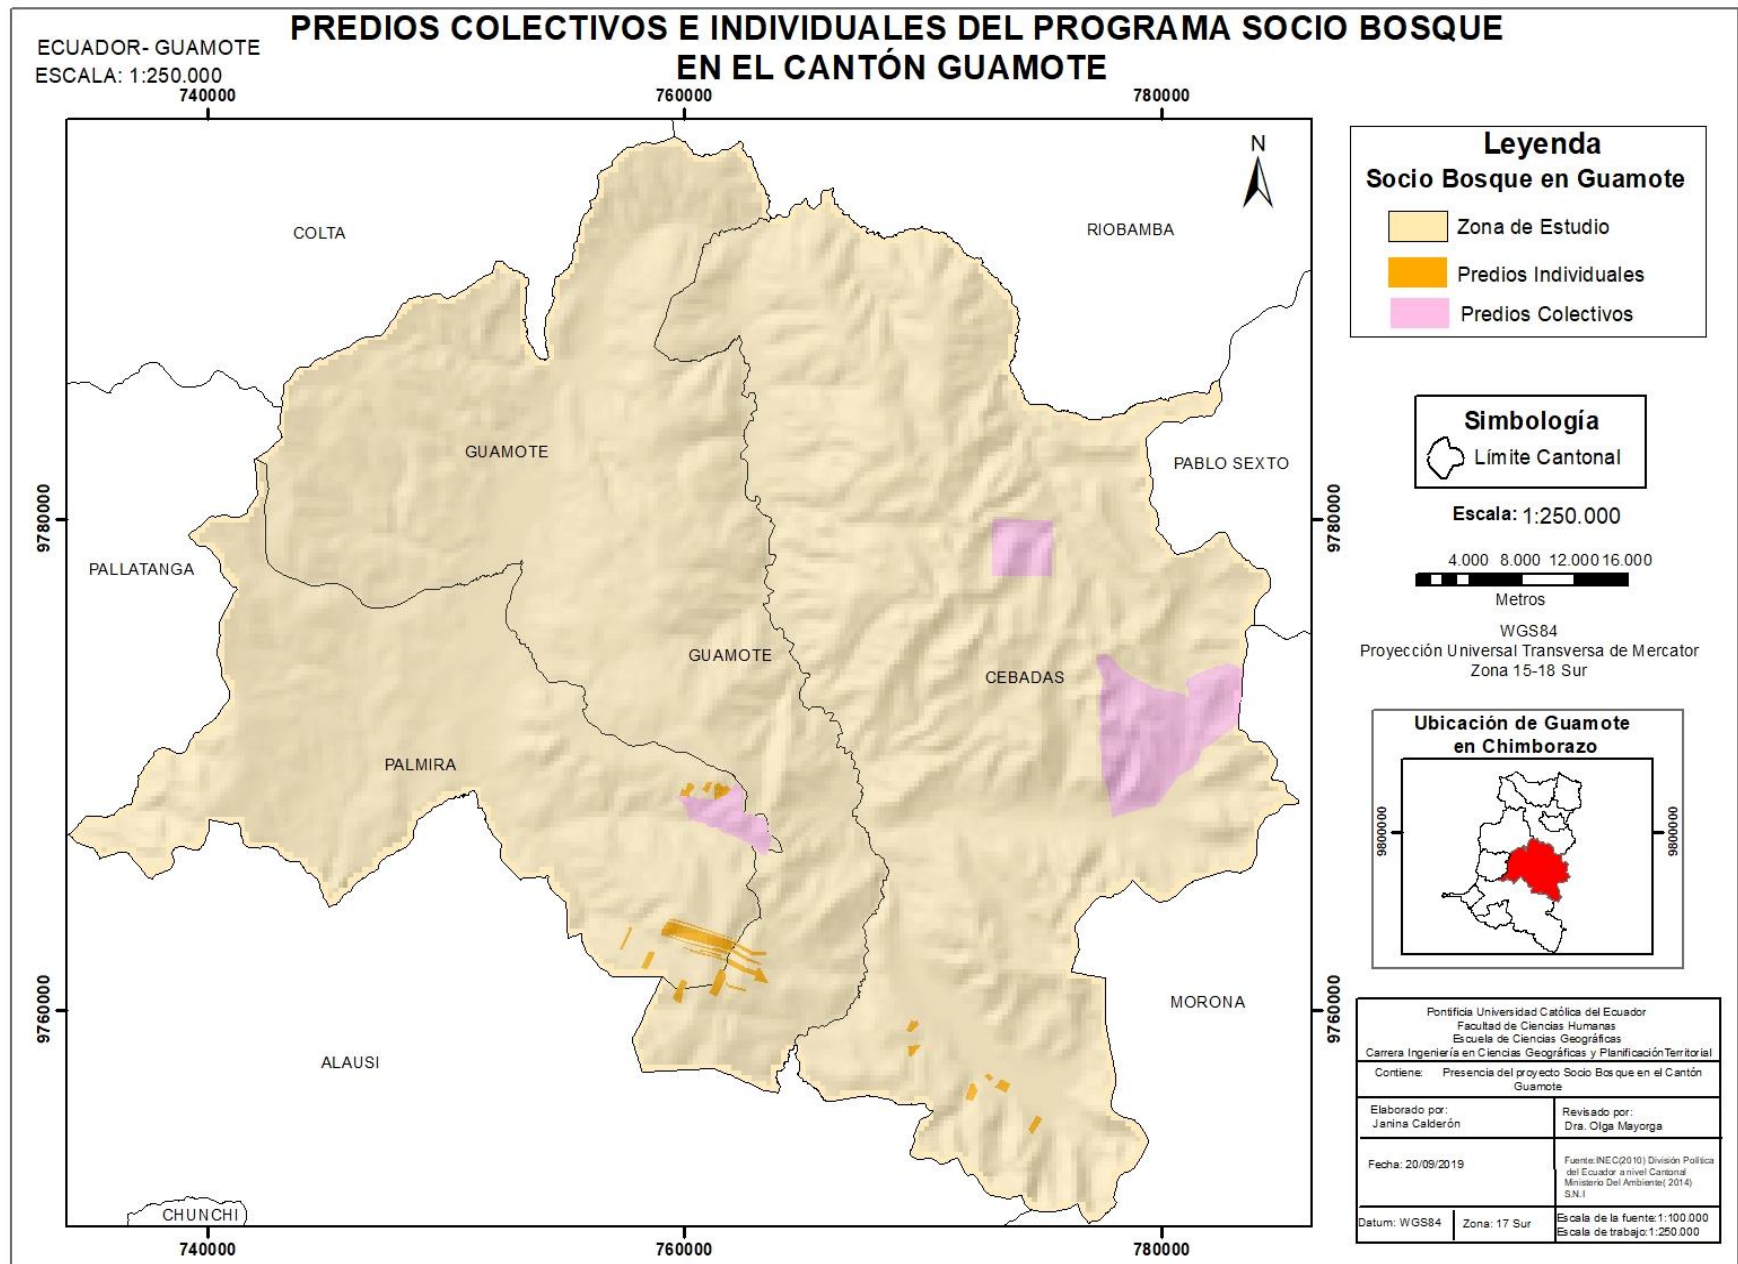 PREDIOS COLECTIVOS E INDIVIDUALES DEL PROGRAMA SOCIO BOSQUE
EN EL CANTÓN GUAMOTE
ECUADOR- GUAMOTE
ESCALA: 1:250.000
740000
760000
780000
N
COLTA
RIOBAMBA
GUAMOTE
PABLO SEXTO
9780000
9780000
PALLATANGA
GUAMOTE
CEBADAS
PALMIRA
9760000
9760000
MORONA
ALAUSI
CHUNCHI
740000
760000
780000
Leyenda
Socio Bosque en Guamote
Zona de Estudio
Predios Individuales
Predios Colectivos
Simbología
Límite Cantonal
Escala: 1:250.000
4.000 8.000 12.000 16.000
Metros
WGS84
Proyección Universal Transversa de Mercator
Zona 15-18 Sur
Ubicación de Guamote
en Chimborazo
9800000
9800000
Pontificia Universidad Católica del Ecuador
Facultad de Ciencias Humanas
Escuela de Ciencias Geográficas
Carrera Ingeniería en Ciencias Geográficas y Planificación Territorial
Contiene: Presencia del proyecto Socio Bosque en el Cantón
Guamote
Elaborado por:
Janina Calderón
Revisado por:
Dra. Olga Mayorga
Fecha: 20/09/2019
Fuente:INEC(2010) División Política
del Ecuador a nivel Cantonal
Ministerio Del Ambiente( 2014)
S.N.I
Datum: WGS84
Zona: 17 Sur
Escala de la fuente:1:100.000
Escala de trabajo:1:250.000